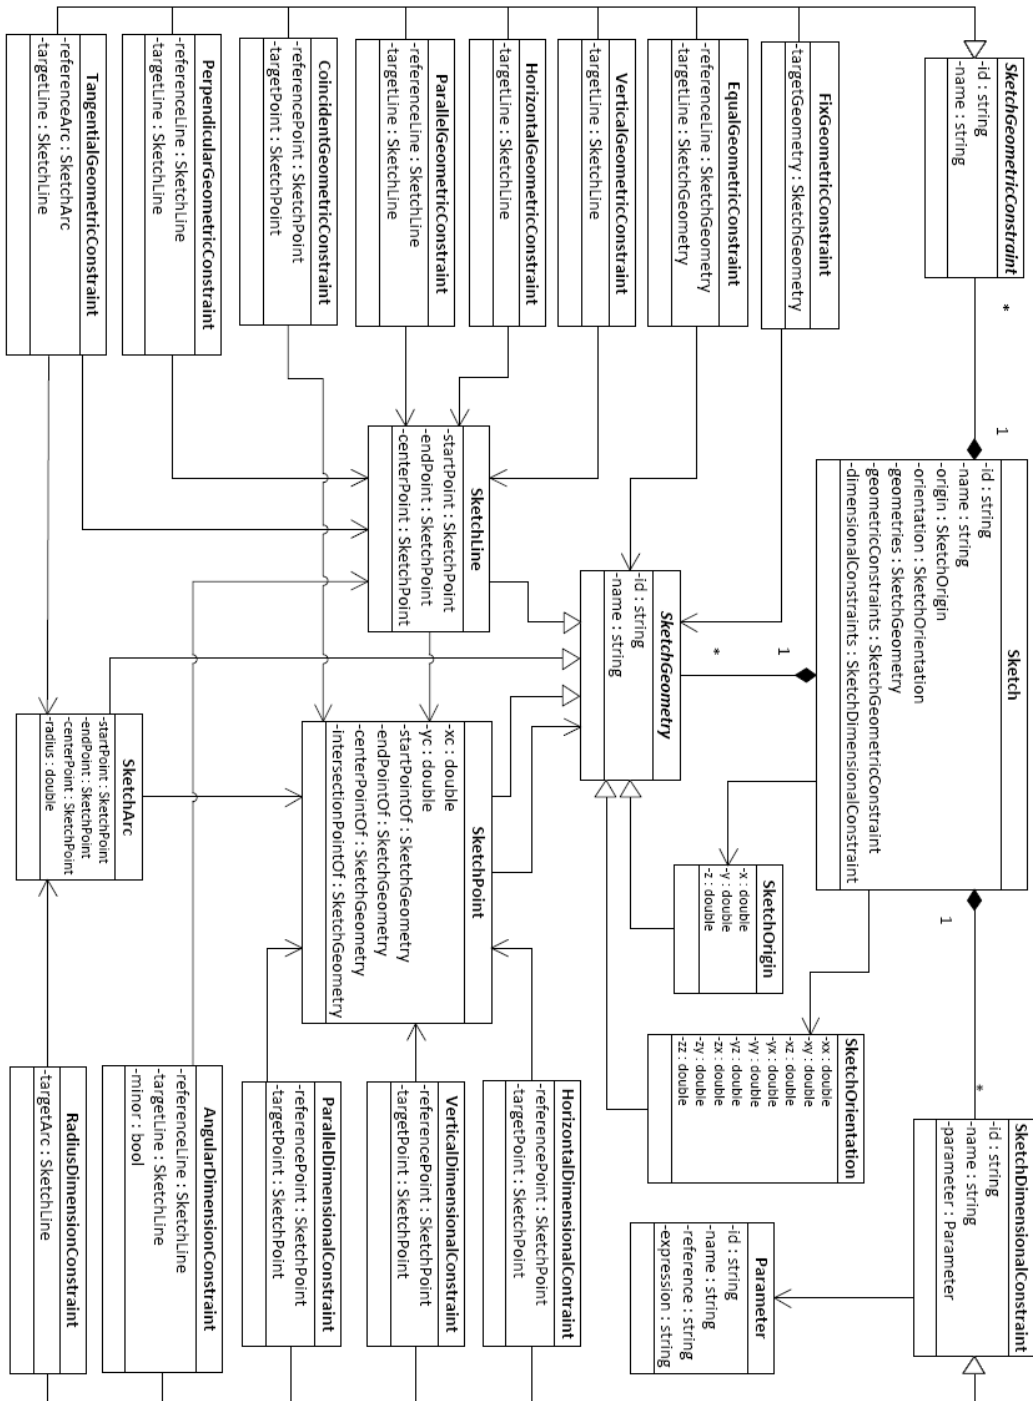 SketchGeometricConstraint
-id : string
-name : string
*
1
Sketch
-id : string
-name : string
-origin : SketchOrigin
-orientation : SketchOrientation
-geometries : SketchGeometry
-geometricConstraints : SketchGeometricConstraint
-dimensionalConstraints : SketchDimensionalConstraint
1
*
SketchDimensionalConstraint
-id : string
-name : string
-parameter : Parameter
FixGeometricConstraint
-targetGeometry : SketchGeometry
1
*
SketchOrientation
-xx : double
-xy : double
-xz : double
-yx : double
-yy : double
-yz : double
-zx : double
-zy : double
-zz : double
EqualGeometricConstraint
-referenceLine : SketchGeometry
-targetLine : SketchGeometry
SketchGeometry
-id : string
-name : string
SketchOrigin
-x : double
-y : double
-z : double
Parameter
-id : string
-name : string
-reference : string
-expression : string
VerticalGeometricConstraint
-targetLine : SketchLine
HorizontalGeometricConstraint
-targetLine : SketchLine
HorizontalDimensionalContraint
-referencePoint : SketchPoint
-targetPoint : SketchPoint
SketchLine
-startPoint : SketchPoint
-endPoint : SketchPoint
-centerPoint : SketchPoint
SketchPoint
-xc : double
-yc : double
-startPointOf : SketchGeometry
-endPointOf : SketchGeometry
-centerPointOf : SketchGeometry
-intersectionPointOf : SketchGeometry
ParallelGeometricConstraint
-referenceLine : SketchLine
-targetLine : SketchLine
VerticalDimensionalConstraint
-referencePoint : SketchPoint
-targetPoint : SketchPoint
CoincidentGeometricConstraint
-referencePoint : SketchPoint
-targetPoint : SketchPoint
ParallelDimensionalConstraint
-referencePoint : SketchPoint
-targetPoint : SketchPoint
PerpendicularGeometricConstraint
-referenceLine : SketchLine
-targetLine : SketchLine
AngularDimensionConstraint
-referenceLine : SketchLine
-targetLine : SketchLine
-minor : bool
TangentialGeometricConstraint
-referenceArc : SketchArc
-targetLine : SketchLine
SketchArc
-startPoint : SketchPoint
-endPoint : SketchPoint
-centerPoint : SketchPoint
-radius : double
RadiusDimensionConstraint
-targetArc : SketchLine